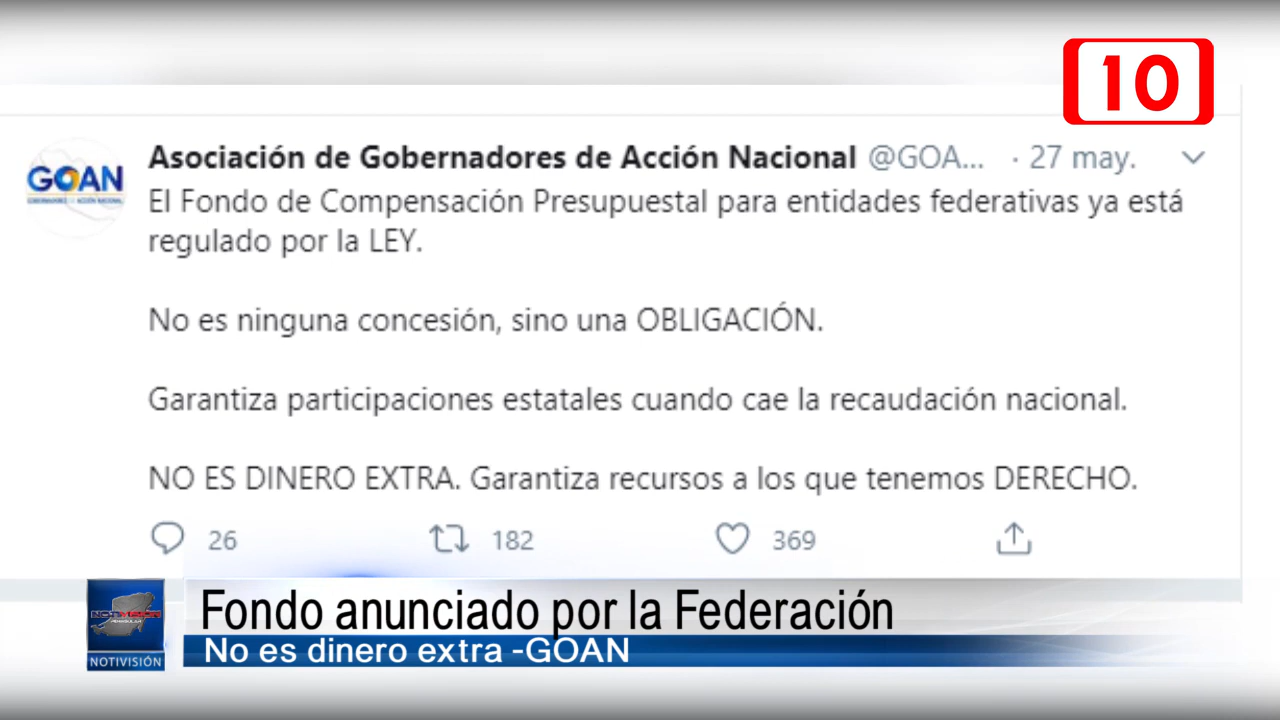 10
Asociación de Gobernadores de Acción Nacional @GOA... · 27 may.
GOAN
El Fondo de Compensación Presupuestal para entidades federativas ya está
regulado por la LEY.
No es ninguna concesión, sino una OBLIGACIÓN.
Garantiza participaciones estatales cuando cae la recaudación nacional.
NO ES DINERO EXTRA. Garantiza recursos a los que tenemos DERECHO.
26 182 369
Fondo anunciado por la Federación
No es dinero extra -GOAN
NOTIVISIÓN